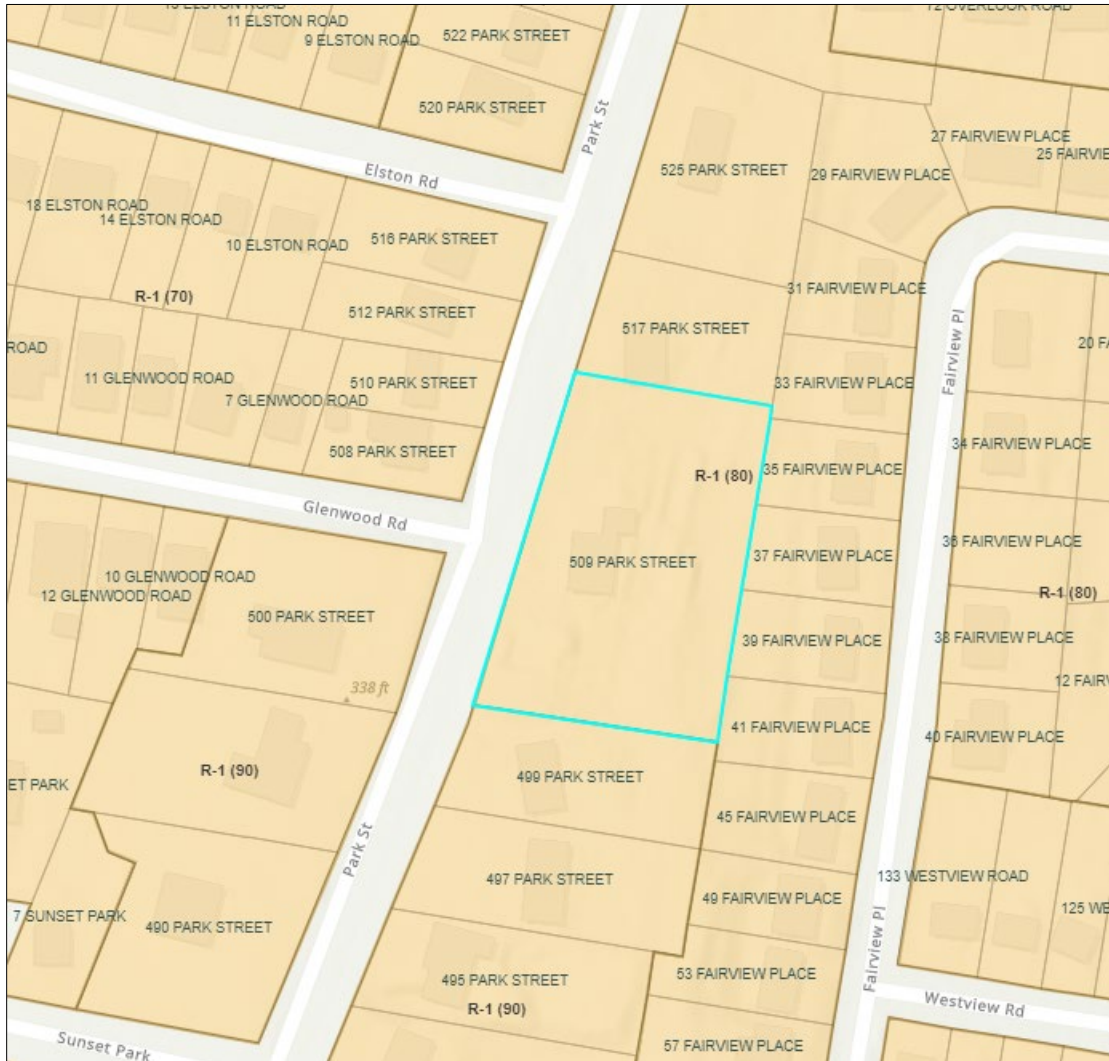 11 ELSTON ROAD
9 ELSTON ROAD
522 PARK STREET
12 OVERLOOK ROAD
520 PARK STREET
Park St
27 FAIRVIEW PLACE
Elston Rd
525 PARK STREET
29 FAIRVIEW PLACE
18 ELSTON ROAD
14 ELSTON ROAD
10 ELSTON ROAD
516 PARK STREET
R-1 (70)
31 FAIRVIEW PLACE
512 PARK STREET
517 PARK STREET
Fairview Pl
ROAD
11 GLENWOOD ROAD
510 PARK STREET
7 GLENWOOD ROAD
33 FAIRVIEW PLACE
508 PARK STREET
34 FAIRVIEW PLACE
R-1 (80)
35 FAIRVIEW PLACE
Glenwood Rd
36 FAIRVIEW PLACE
37 FAIRVIEW PLACE
509 PARK STREET
10 GLENWOOD ROAD
12 GLENWOOD ROAD
R-1 (80)
500 PARK STREET
39 FAIRVIEW PLACE
38 FAIRVIEW PLACE
338 ft
41 FAIRVIEW PLACE
40 FAIRVIEW PLACE
R-1 (90)
499 PARK STREET
ET PARK
45 FAIRVIEW PLACE
Park St
497 PARK STREET
133 WESTVIEW ROAD
49 FAIRVIEW PLACE
7 SUNSET PARK
490 PARK STREET
Fairview Pl
495 PARK STREET
53 FAIRVIEW PLACE
R-1 (90)
Westview Rd
Sunset Park
57 FAIRVIEW PLACE